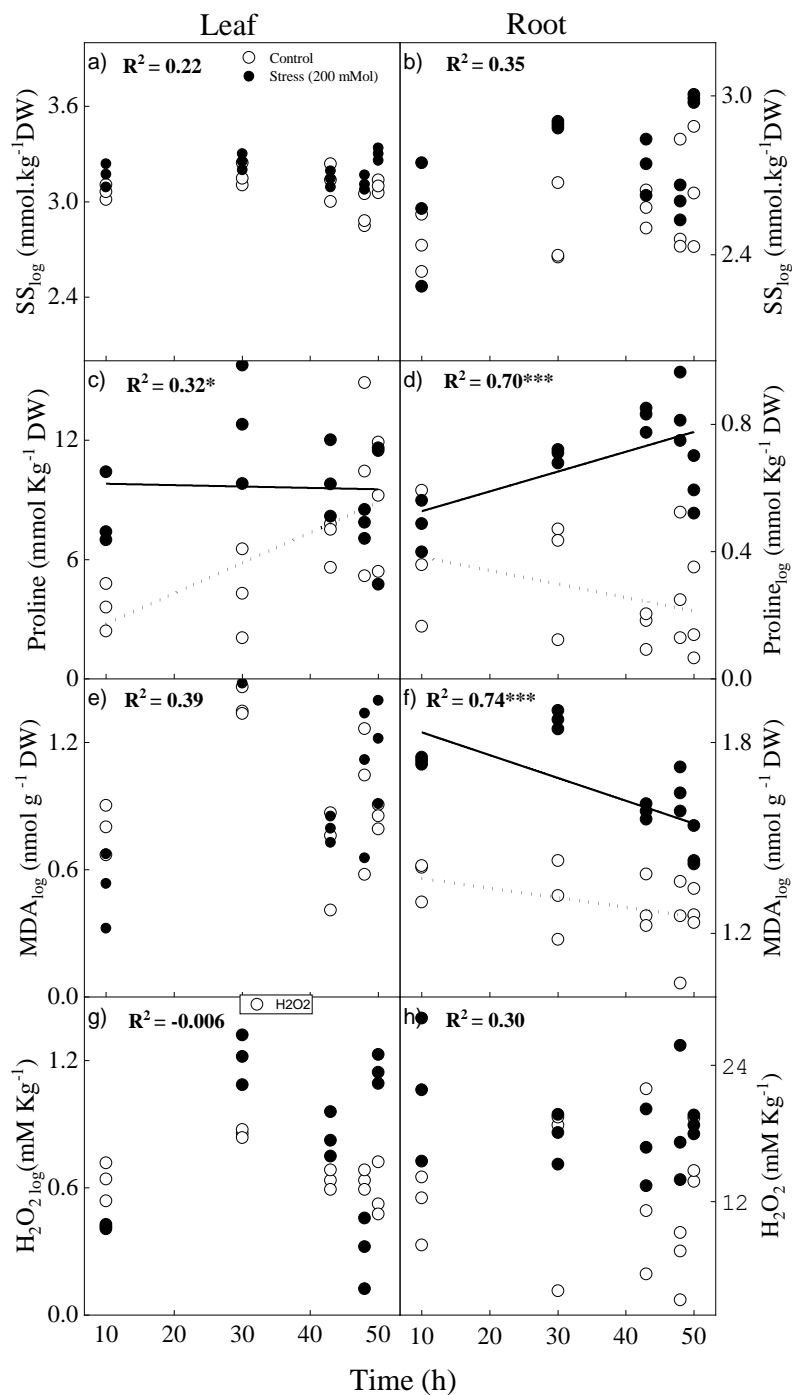 Leaf Root
a) R² = 0.22
Control
Stress (200 mMol)
b) R² = 0.35
3.6
3.0
2.4
SS_log (mmol.kg⁻¹DW)
3.0
2.4
SS_log (mmol.kg⁻¹DW)
c) R² = 0.32*
d) R² = 0.70***
12
6
0
Proline (mmol Kg⁻¹ DW)
0.8
0.4
0.0
Proline_log (mmol Kg⁻¹ DW)
e) R² = 0.39
f) R² = 0.74***
1.2
0.6
0.0
MDA_log (nmol g⁻¹ DW)
1.8
1.2
MDA_log (nmol g⁻¹ DW)
H2O2
g) R² = -0.006
h) R² = 0.30
1.2
0.6
0.0
H₂O₂ log(mM Kg⁻¹)
24
12
H₂O₂ (mM Kg⁻¹)
10 20 30 40 50 10 20 30 40 50
Time (h)